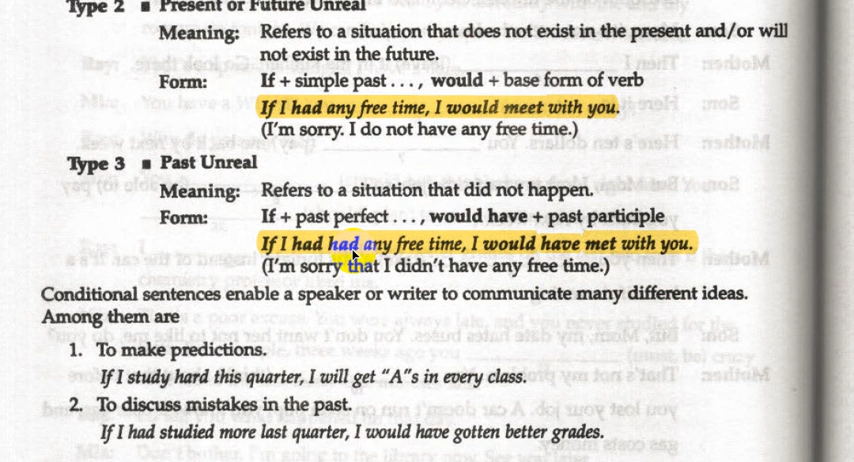 Type 2 ■ Present or Future Unreal
Meaning: Refers to a situation that does not exist in the present and/or will
not exist in the future.
Form: If + simple past . . . , would + base form of verb
If I had any free time, I would meet with you.
(I'm sorry. I do not have any free time.)
Type 3 ■ Past Unreal
Meaning: Refers to a situation that did not happen.
Form: If + past perfect . . . , would have + past participle
If I had had any free time, I would have met with you.
(I'm sorry that I didn't have any free time.)
Conditional sentences enable a speaker or writer to communicate many different ideas.
Among them are
1. To make predictions.
If I study hard this quarter, I will get "A"s in every class.
2. To discuss mistakes in the past.
If I had studied more last quarter, I would have gotten better grades.